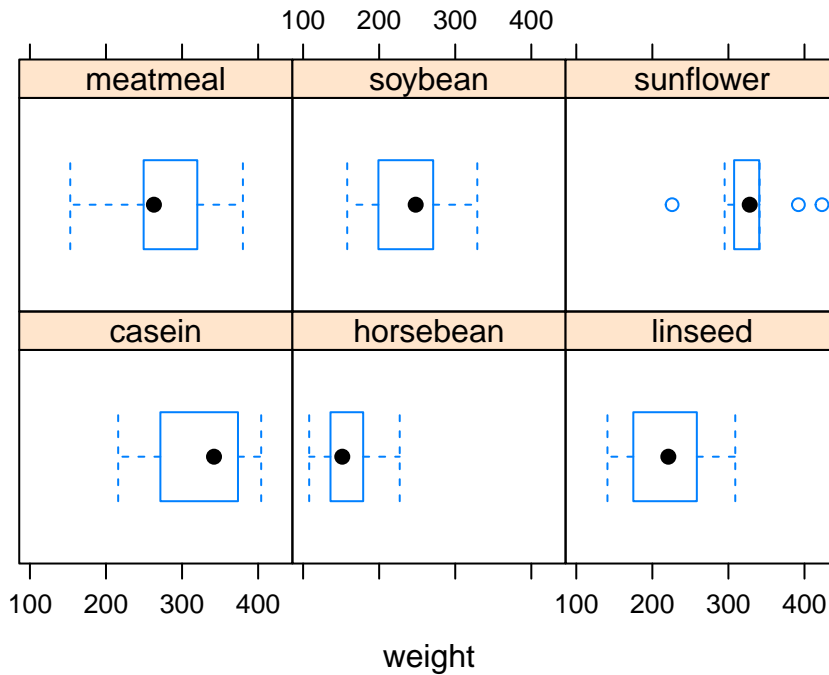 100 200 300 400
meatmeal soybean sunflower
casein horsebean linseed
100 200 300 400 100 200 300 400
weight